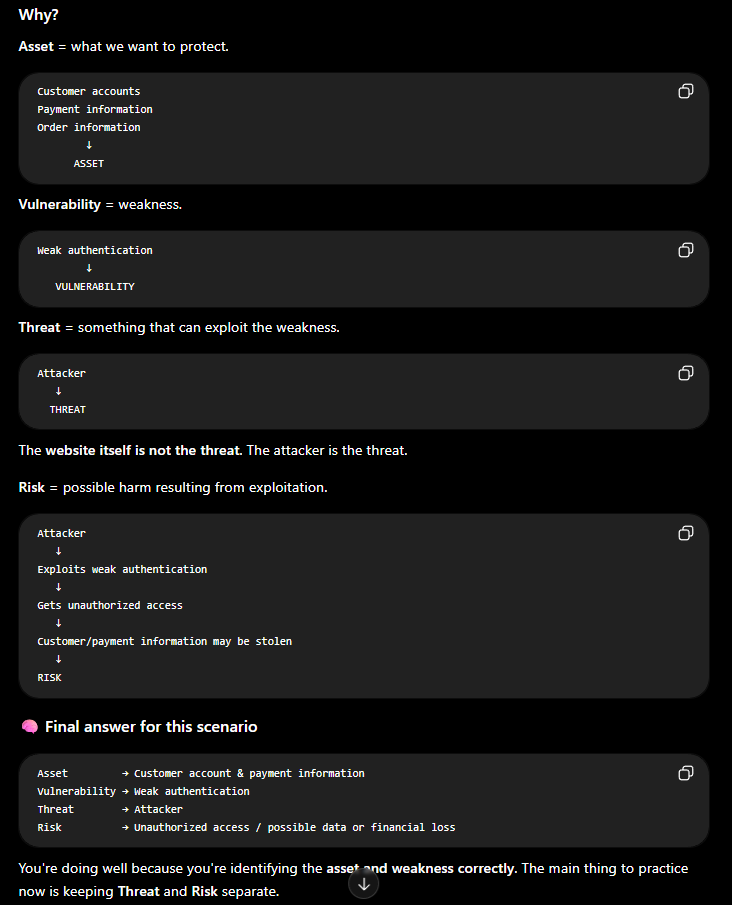 Why?
Asset = what we want to protect.
Customer accounts
Payment information
Order information
↓
ASSET
Vulnerability = weakness.
Weak authentication
↓
VULNERABILITY
Threat = something that can exploit the weakness.
Attacker
↓
THREAT
The website itself is not the threat. The attacker is the threat.
Risk = possible harm resulting from exploitation.
Attacker
↓
Exploits weak authentication
↓
Gets unauthorized access
↓
Customer/payment information may be stolen
↓
RISK
🧠 Final answer for this scenario
Asset → Customer account & payment information
Vulnerability → Weak authentication
Threat → Attacker
Risk → Unauthorized access / possible data or financial loss
You're doing well because you're identifying the asset and weakness correctly. The main thing to practice
now is keeping Threat and Risk separate.